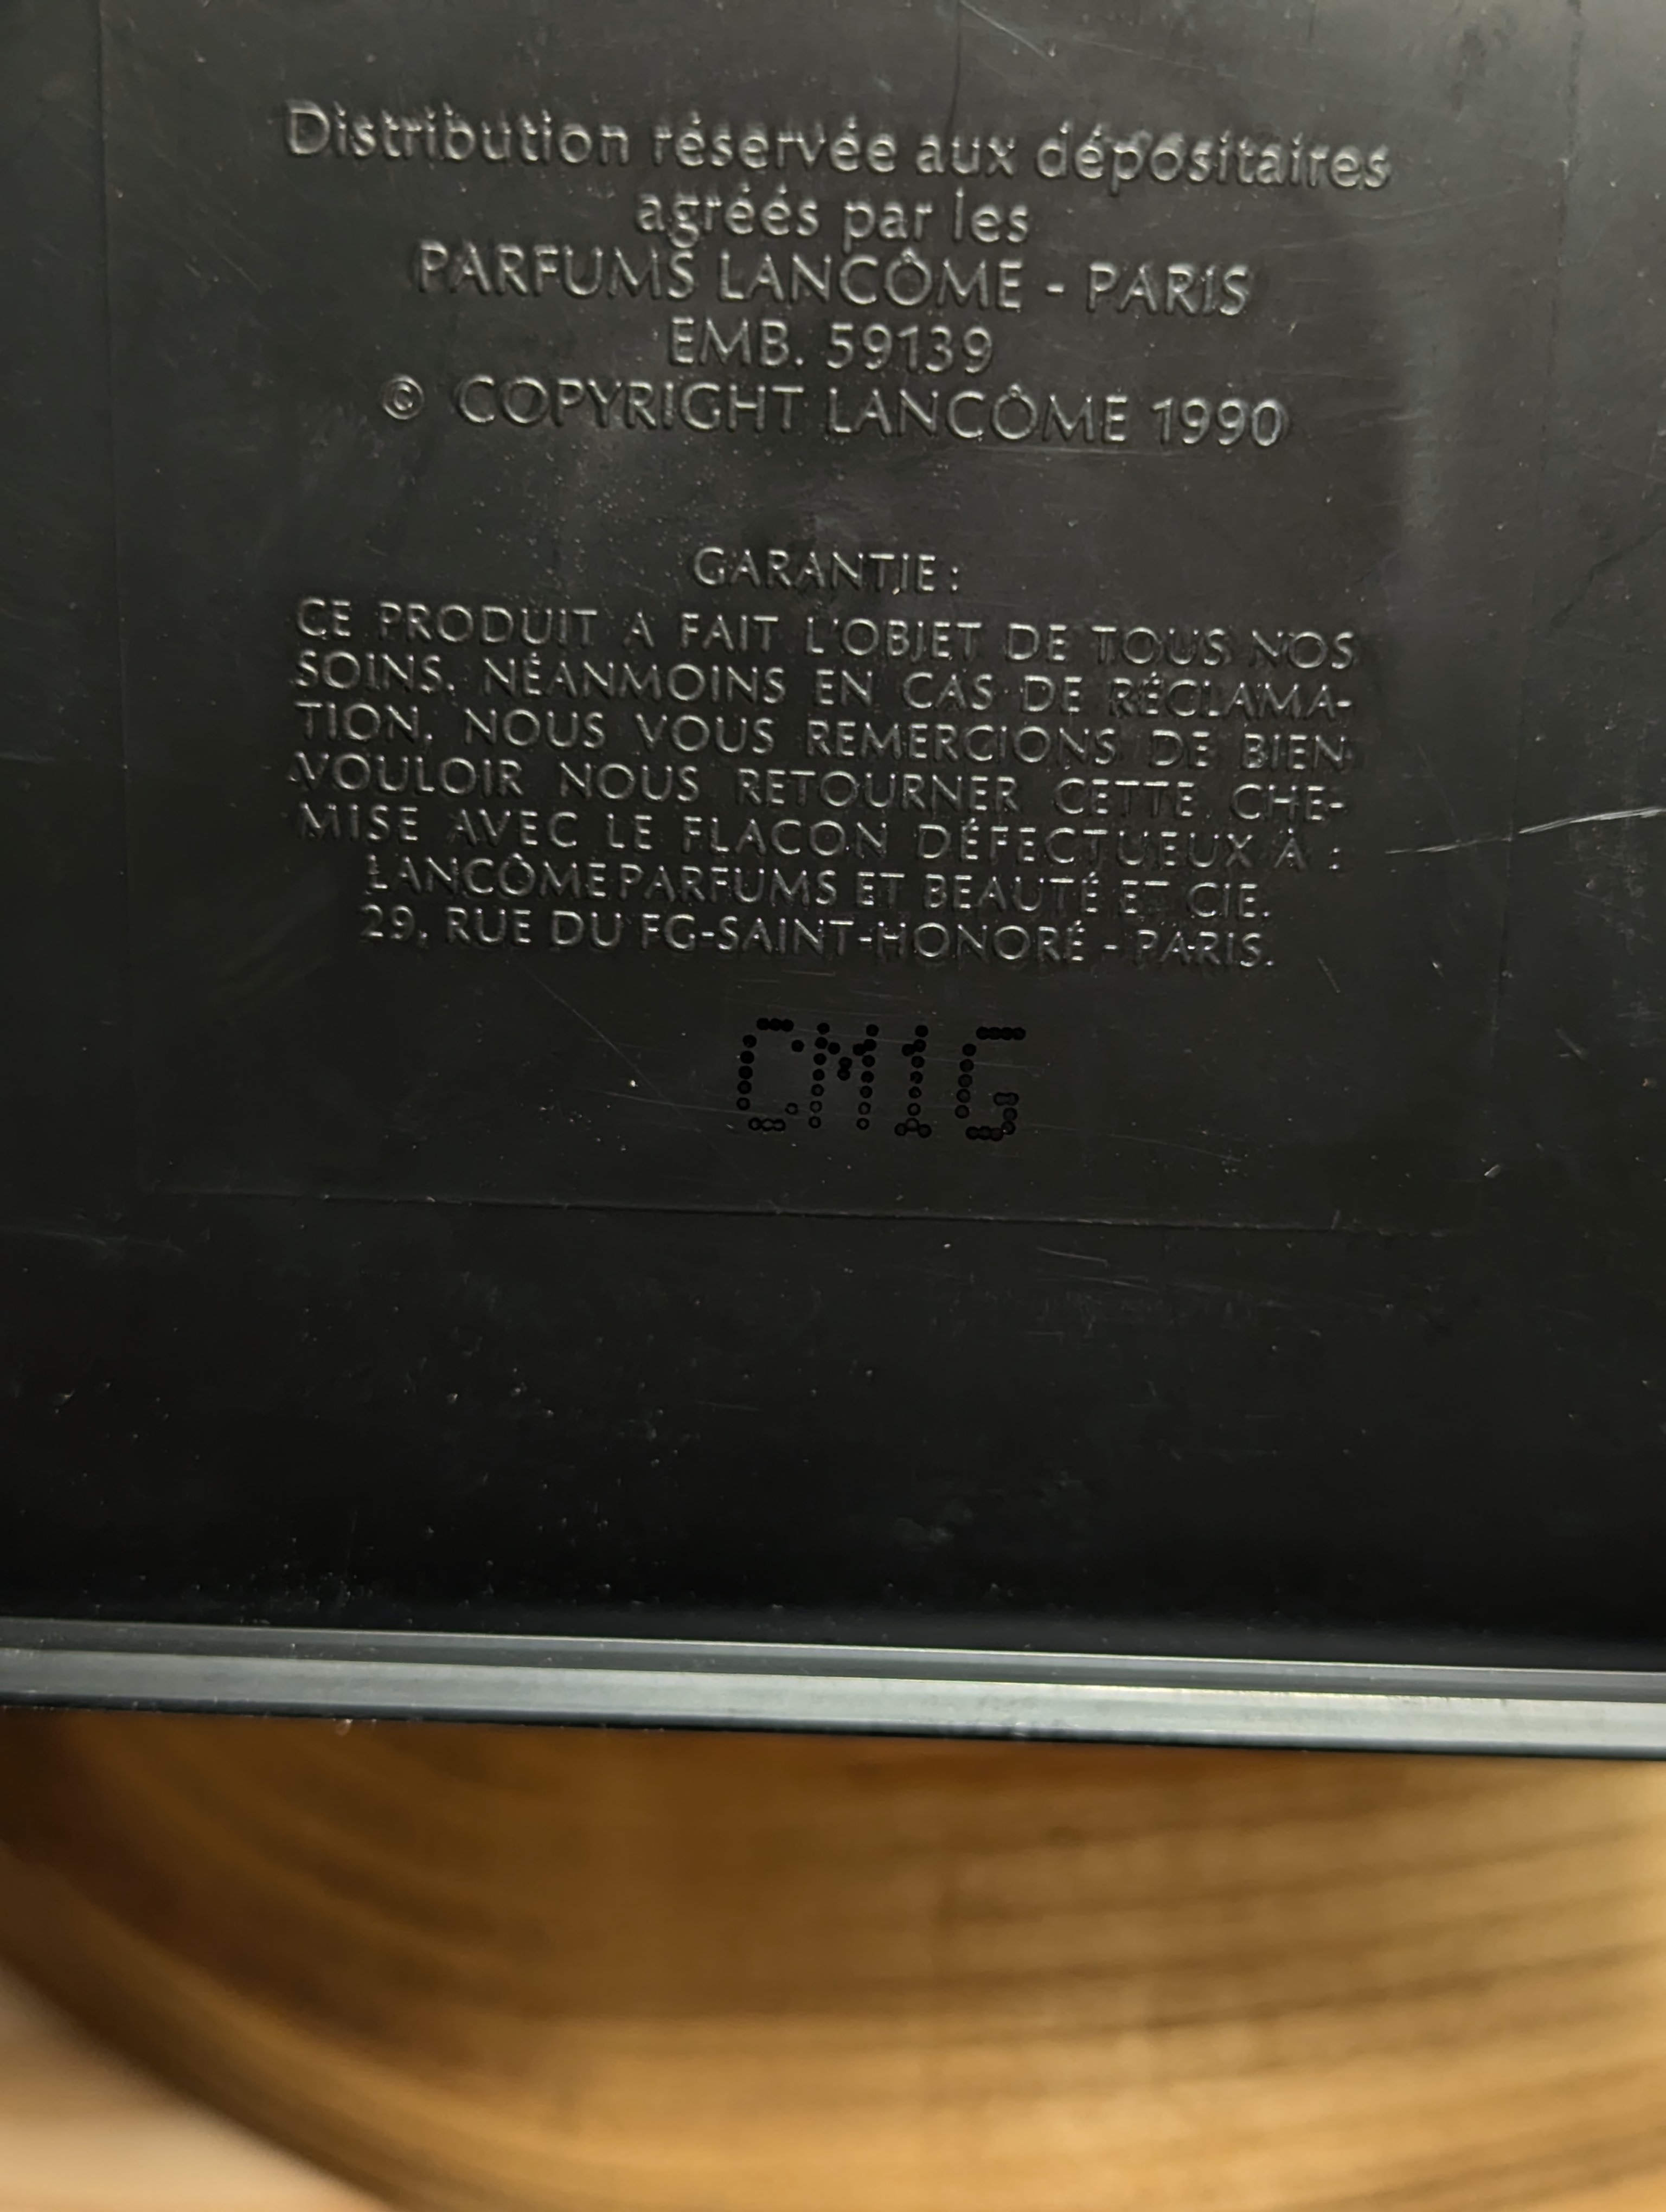 Distribution réservée aux dépositaires
agréés par les
PARFUMS LANCÔME - PARIS
EMB. 59139
© COPYRIGHT LANCÔME 1990
GARANTIE :
CE PRODUIT A FAIT L'OBJET DE TOUS NOS
SOINS. NÉANMOINS EN CAS DE RÉCLAMA-
TION, NOUS VOUS REMERCIONS DE BIEN
VOULOIR NOUS RETOURNER CETTE CHE-
MISE AVEC LE FLACON DÉFECTUEUX À :
LANCÔME PARFUMS ET BEAUTÉ ET CIE.
29, RUE DU FG-SAINT-HONORÉ - PARIS.
CM1G